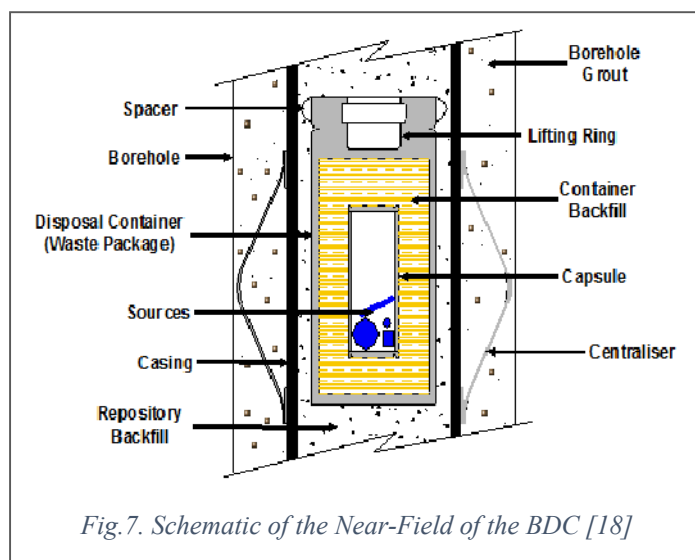 Spacer
Borehole
Disposal Container
(Waste Package)
Sources
Casing
Repository
Backfill
Borehole
Grout
Lifting Ring
Container
Backfill
Capsule
Centraliser
Fig.7. Schematic of the Near-Field of the BDC [18]